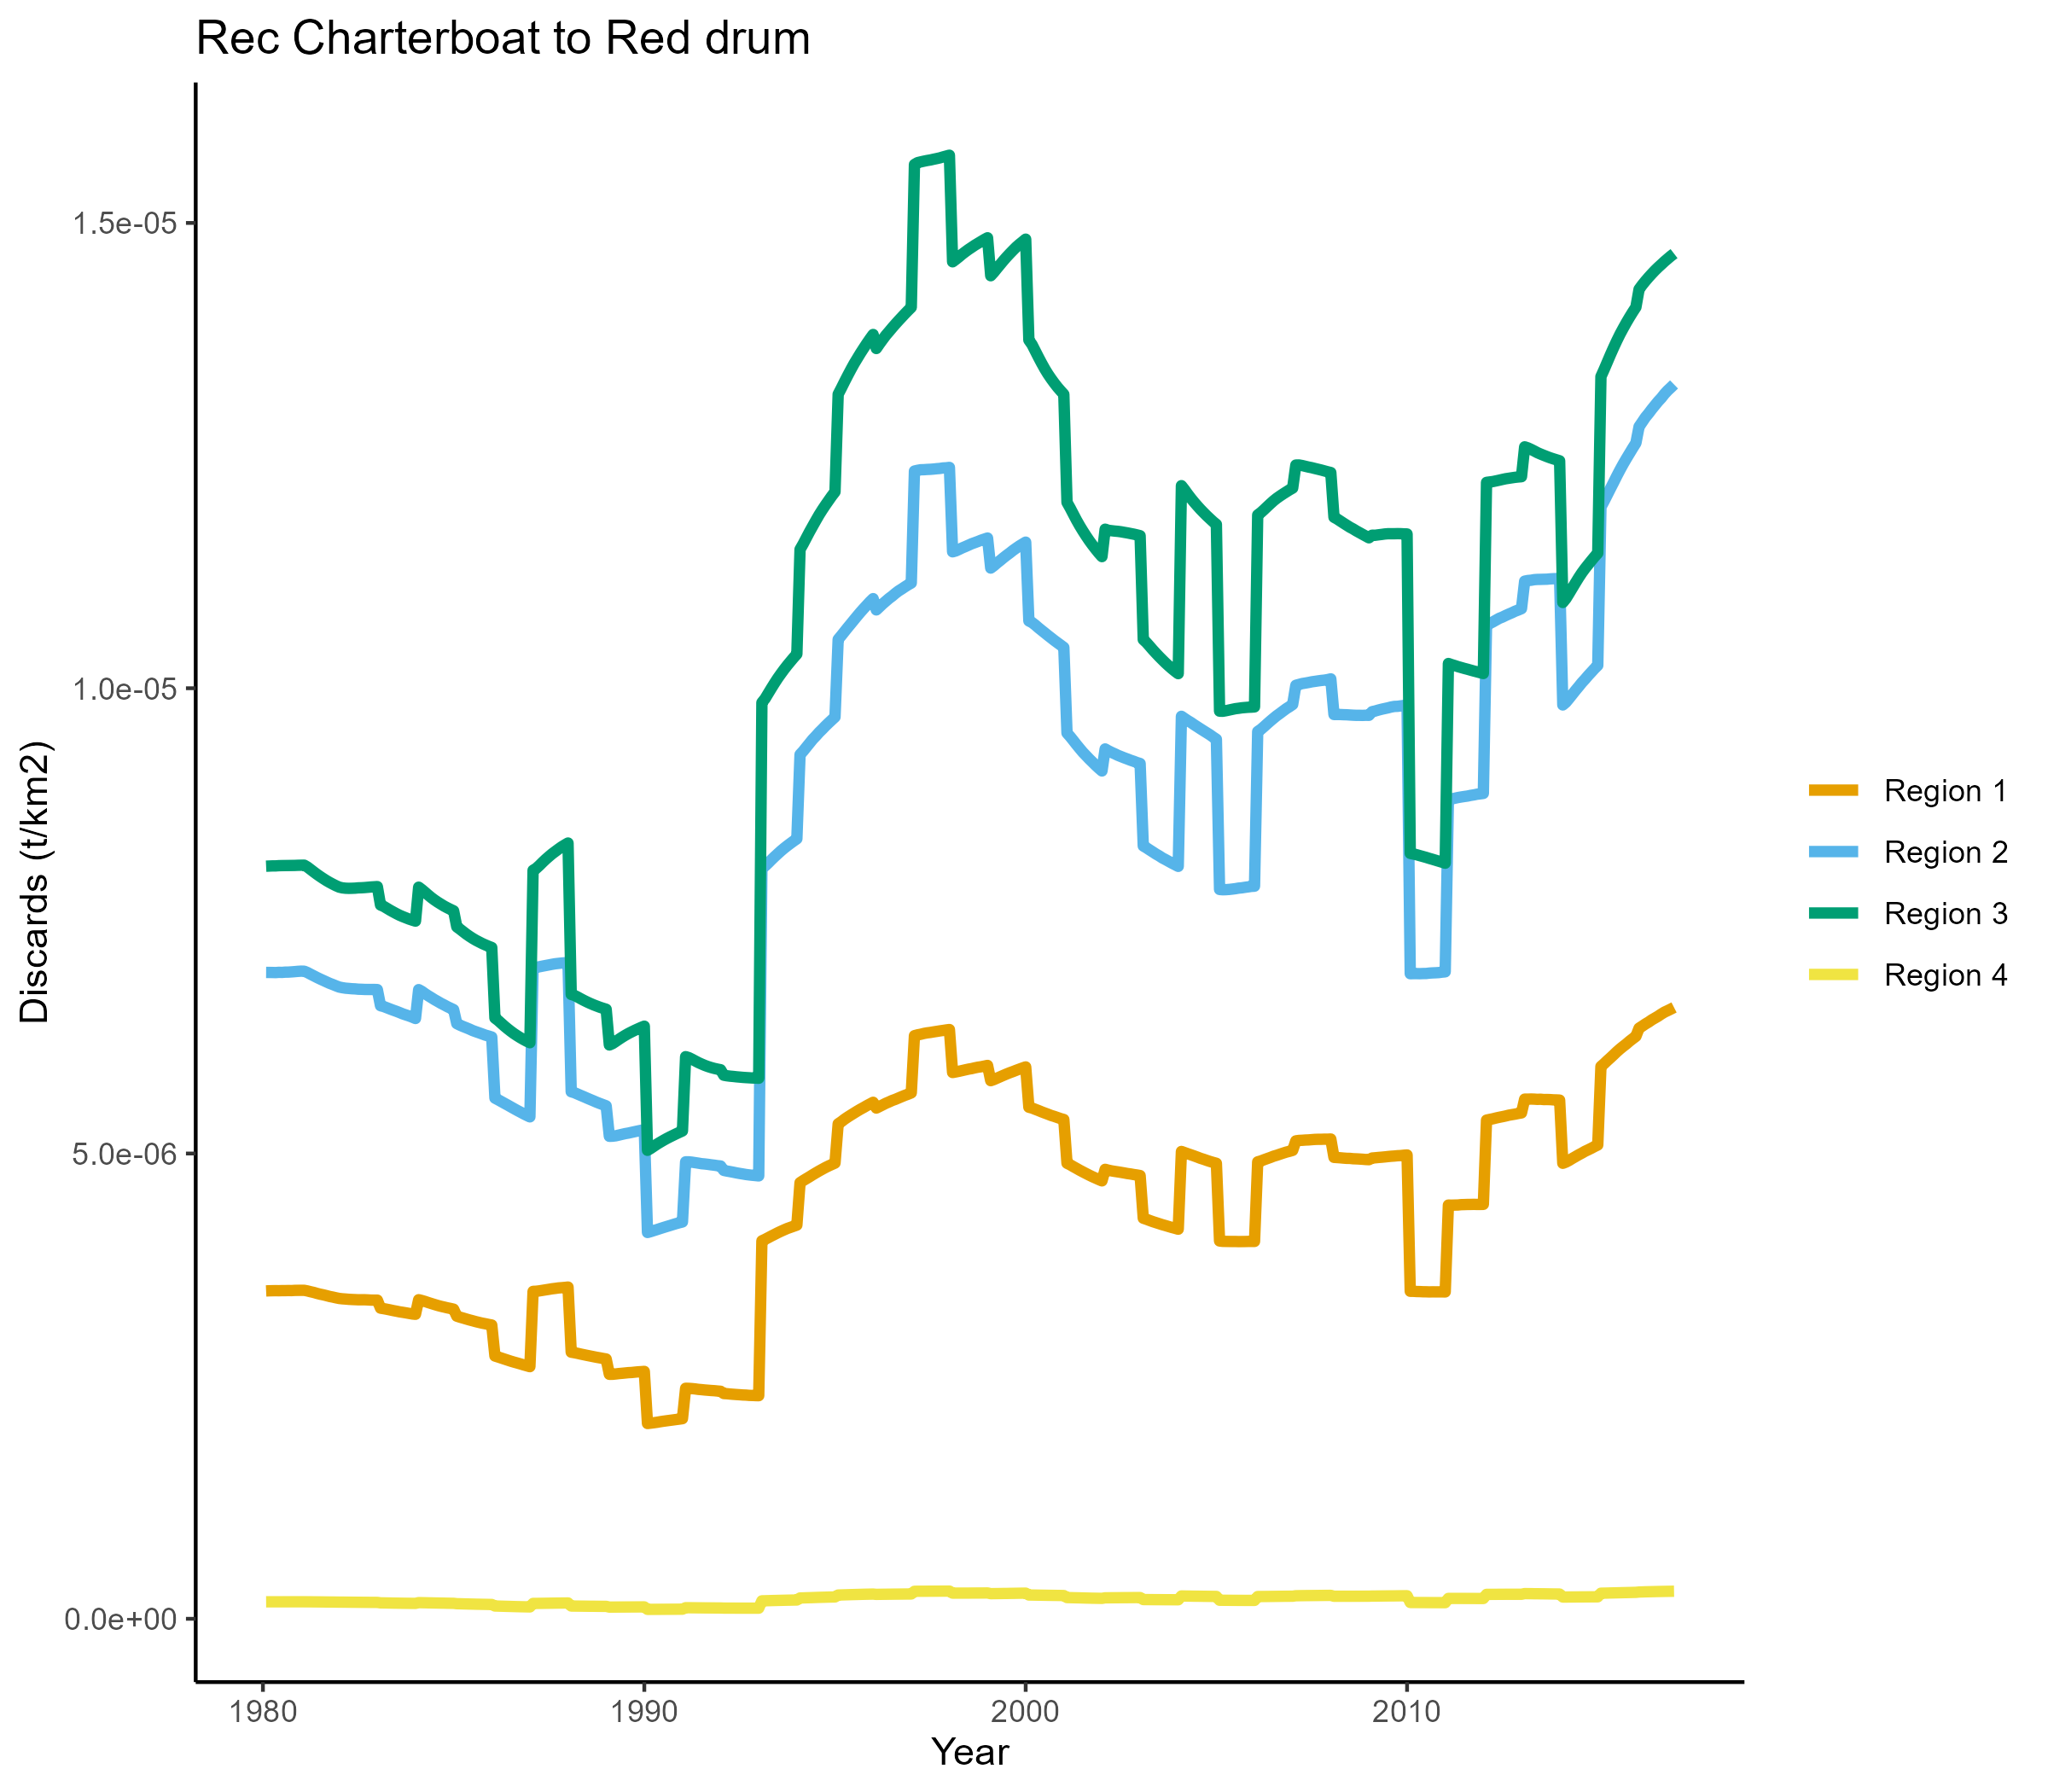 Rec Charterboat to Red drum
Discards (t/km2)
1.5e-05
1.0e-05
5.0e-06
0.0e+00
1980
1990
2000
2010
Year
Region 1
Region 2
Region 3
Region 4